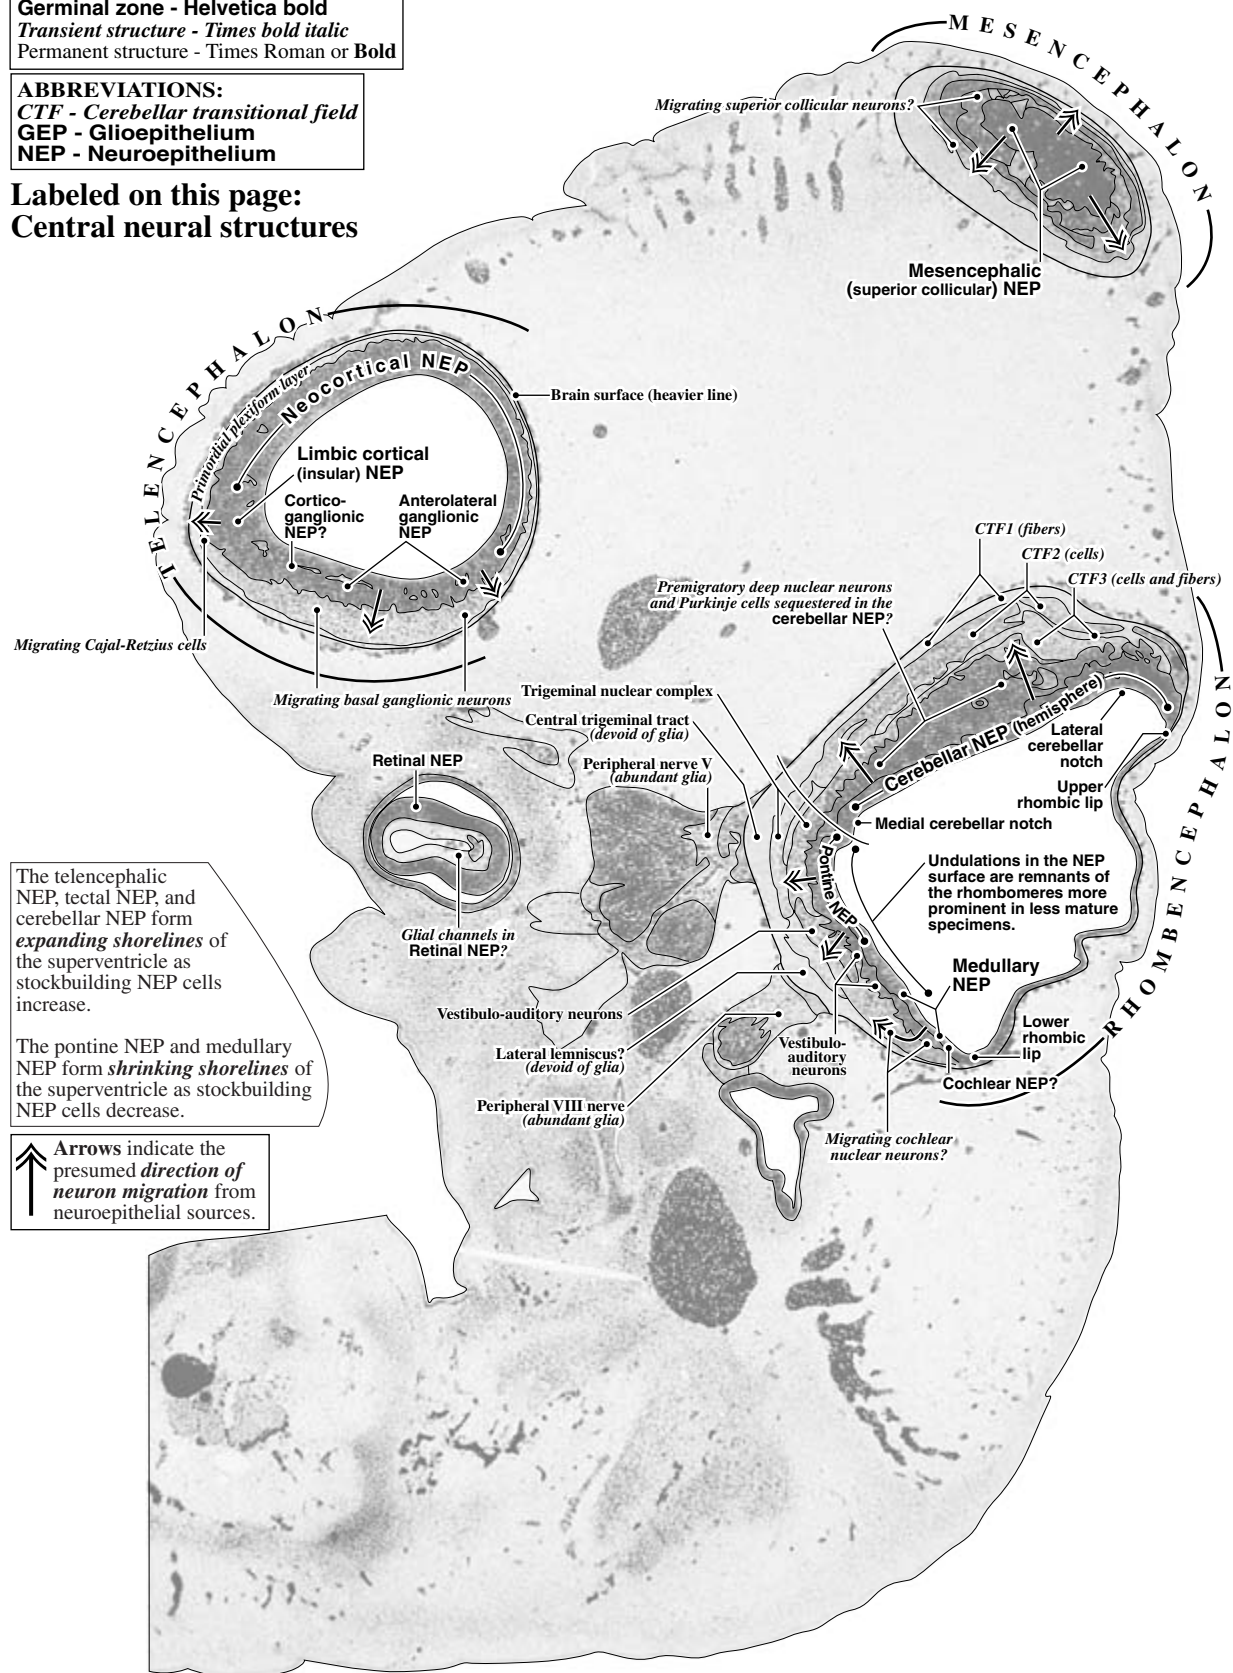 Germinal zone - Helvetica bold
Transient structure - Times bold italic
Permanent structure - Times Roman or Bold
ABBREVIATIONS:
CTF - Cerebellar transitional field
GEP - Glioepithelium
NEP - Neuroepithelium
Labeled on this page:
Central neural structures
MESENCEPHALON
Migrating superior collicular neurons?
Mesencephalic
(superior collicular) NEP
TELENCEPHALON
Primordial plexiform layer
Neocortical NEP
Brain surface (heavier line)
Limbic cortical
(insular) NEP
Cortico-
ganglionic
NEP?
Anterolateral
ganglionic
NEP
Migrating Cajal-Retzius cells
Migrating basal ganglionic neurons
CTF1 (fibers)
CTF2 (cells)
CTF3 (cells and fibers)
Premigratory deep nuclear neurons
and Purkinje cells sequestered in the
cerebellar NEP?
Trigeminal nuclear complex
Central trigeminal tract
(devoid of glia)
Peripheral nerve V
(abundant glia)
Retinal NEP
Glial channels in
Retinal NEP?
Cerebellar NEP (hemisphere)
Lateral
cerebellar
notch
Upper
rhombic lip
Medial cerebellar notch
RHOMBENCEPHALON
Pontine NEP
Undulations in the NEP
surface are remnants of
the rhombomeres more
prominent in less mature
specimens.
Medullary
NEP
Lower
rhombic
lip
Cochlear NEP?
Vestibulo-auditory neurons
Lateral lemniscus?
(devoid of glia)
Peripheral VIII nerve
(abundant glia)
Vestibulo-
auditory
neurons
Migrating cochlear
nuclear neurons?
The telencephalic
NEP, tectal NEP, and
cerebellar NEP form
expanding shorelines of
the superventricle as
stockbuilding NEP cells
increase.
The pontine NEP and medullary
NEP form shrinking shorelines of
the superventricle as stockbuilding
NEP cells decrease.
Arrows indicate the
presumed direction of
neuron migration from
neuroepithelial sources.